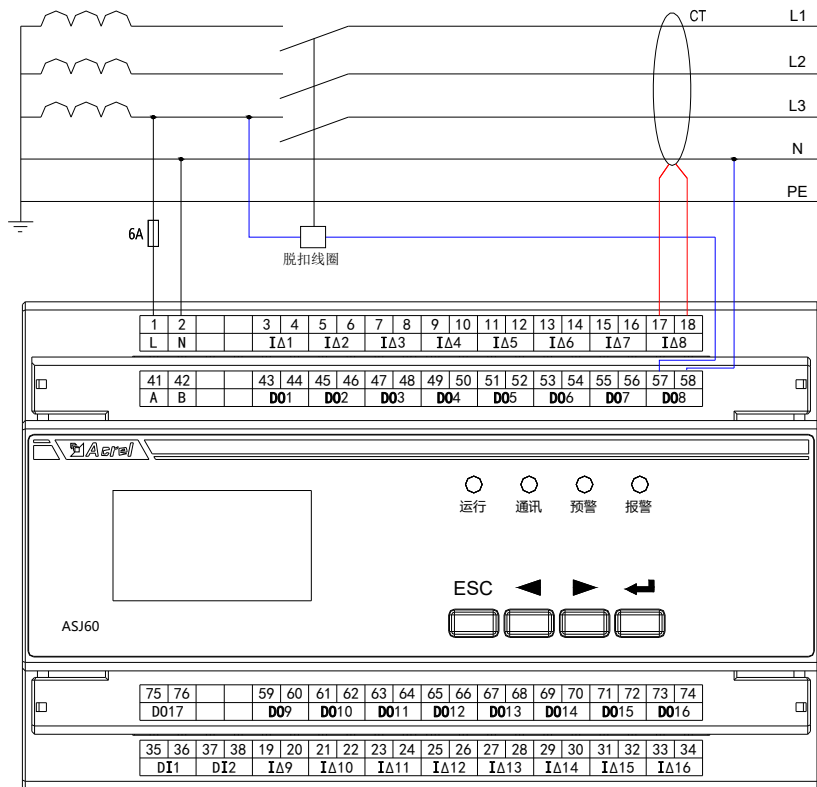 CT L1
L2
L3
N
PE
6A
脱扣线圈
1 2 3 4 5 6 7 8 9 10 11 12 13 14 15 16 17 18
L N IΔ1 IΔ2 IΔ3 IΔ4 IΔ5 IΔ6 IΔ7 IΔ8
41 42 43 44 45 46 47 48 49 50 51 52 53 54 55 56 57 58
A B DO1 DO2 DO3 DO4 DO5 DO6 DO7 DO8
Acrel
运行 通讯 预警 报警
ESC
ASJ60
75 76 59 60 61 62 63 64 65 66 67 68 69 70 71 72 73 74
DO17 DO9 DO10 DO11 DO12 DO13 DO14 DO15 DO16
35 36 37 38 19 20 21 22 23 24 25 26 27 28 29 30 31 32 33 34
DI1 DI2 IΔ9 IΔ10 IΔ11 IΔ12 IΔ13 IΔ14 IΔ15 IΔ16